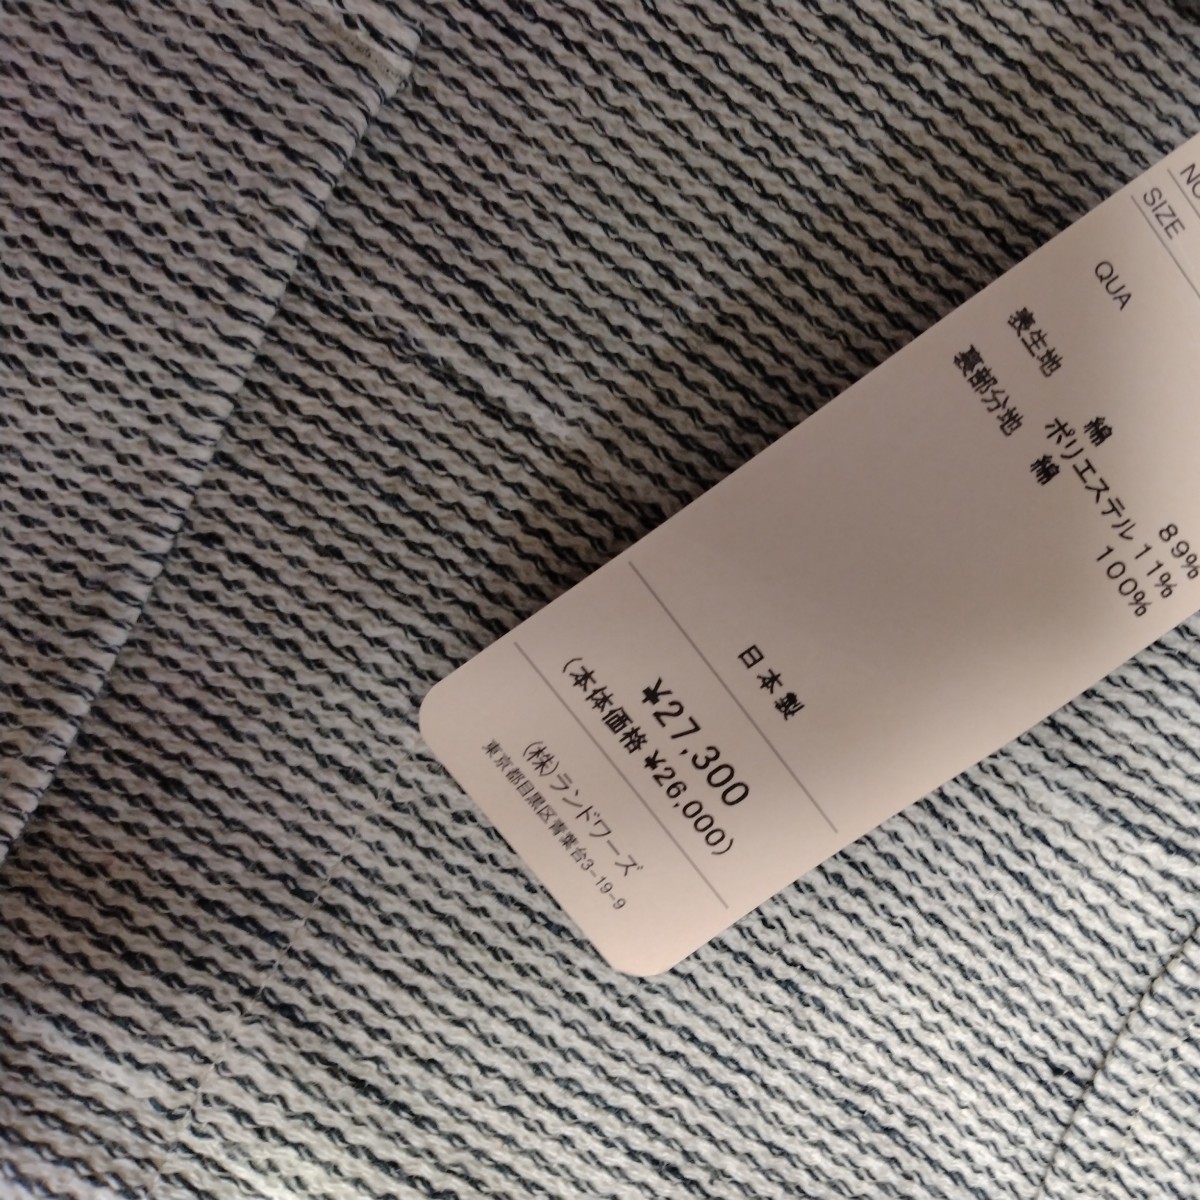 SIZE
QUA
表生地
綿 89%
ポリエステル 11%
裏部分地
綿 100%
日本製
¥27,300
(本体価格 ¥26,000)
(株)ランドワーズ
東京都目黒区青葉台3-19-9